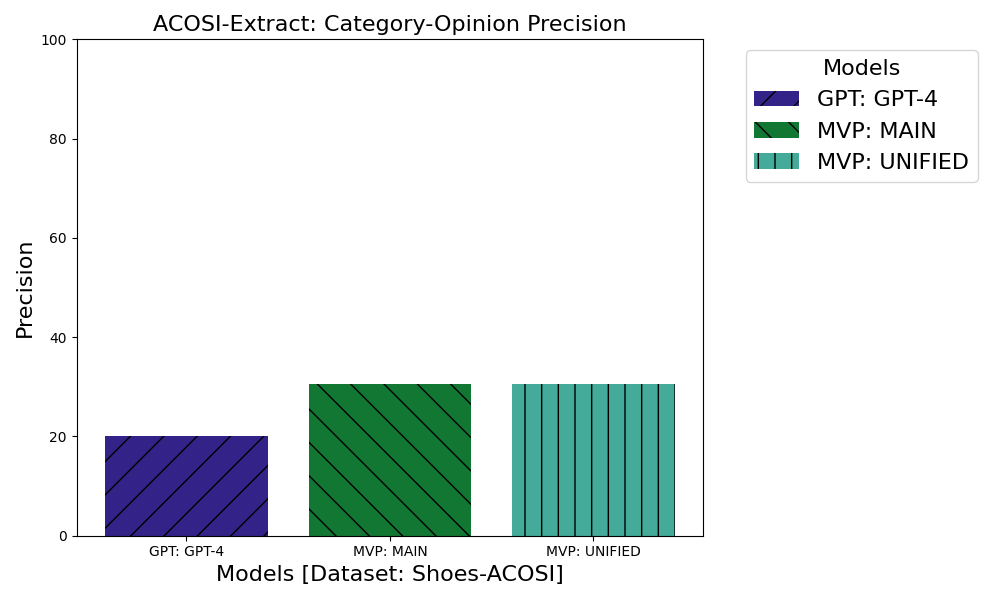 ACOSI-Extract: Category-Opinion Precision
100
80
60
40
20
0
Precision
GPT: GPT-4
MVP: MAIN
MVP: UNIFIED
Models [Dataset: Shoes-ACOSI]
Models
GPT: GPT-4
MVP: MAIN
MVP: UNIFIED